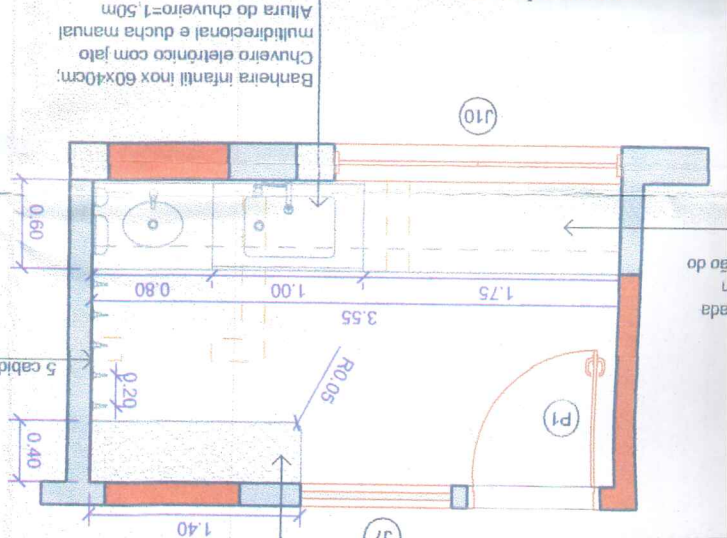 Banheira infantil inox 60x40cm;
Chuveiro eletrônico com jato
multidirecional e ducha manual
Altura do chuveiro=1,50m
J10
0.60
0.80
1.00
1.75
3.55
ão do
ada
5 cabid
0.20
R0.05
P1
0.40
1.40
J7